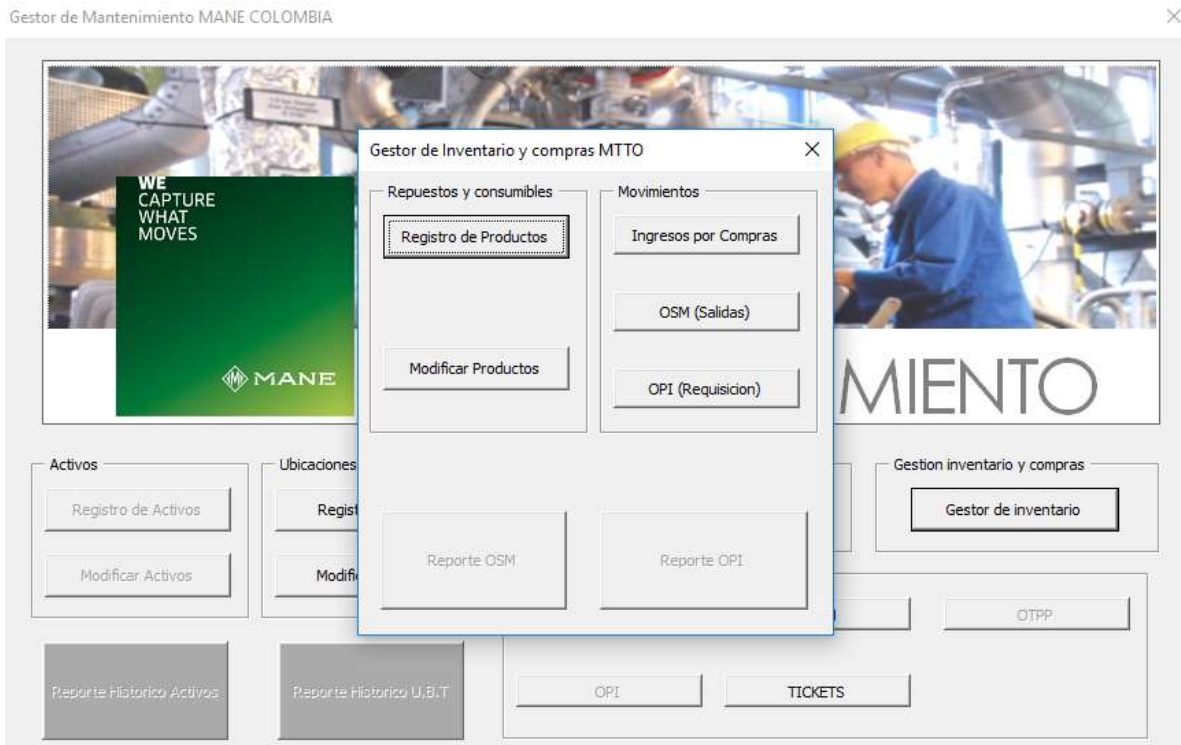 Gestor de Mantenimiento MANE COLOMBIA
WE
CAPTURE
WHAT
MOVES
MANE
MIENTO
Gestor de Inventario y compras MTTO
Repuestos y consumibles
Movimientos
Registro de Productos
Ingresos por Compras
OSM (Salidas)
Modificar Productos
OPI (Requisicion)
Reporte OSM
Reporte OPI
Activos
Ubicaciones
Gestion inventario y compras
Registro de Activos
Regist
Gestor de inventario
Modificar Activos
Modifi
OTPP
Reporte Historico Activos
Reporte Historico U.B.T
OPI
TICKETS